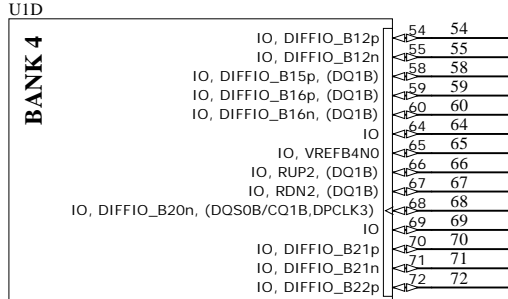 U1D
BANK 4
IO, DIFFIO_B12p 54 54
IO, DIFFIO_B12n 55 55
IO, DIFFIO_B15p, (DQ1B) 58 58
IO, DIFFIO_B16p, (DQ1B) 59 59
IO, DIFFIO_B16n, (DQ1B) 60 60
IO 64 64
IO, VREFB4N0 65 65
IO, RUP2, (DQ1B) 66 66
IO, RDN2, (DQ1B) 67 67
IO, DIFFIO_B20n, (DQS0B/CQ1B,DPCLK3) 68 68
IO 69 69
IO, DIFFIO_B21p 70 70
IO, DIFFIO_B21n 71 71
IO, DIFFIO_B22p 72 72